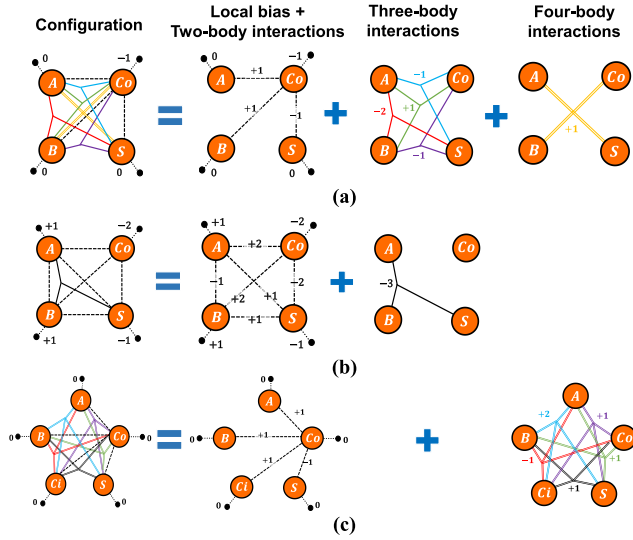 Configuration
Local bias +
Two-body interactions
Three-body
interactions
Four-body
interactions
0 −1
A Co
B S
0 0
=
0 −1
A +1 Co
+1 −1
B S
0 0
+
A −1 Co
−2 +1
B −1 S
+
A Co
+1
B S
(a)
+1 −2
A Co
B S
+1 −1
=
+1 −2
A +2 Co
−1 +1 −2
+2
B +1 S
+1 −1
+
A Co
−3
B S
(b)
0
A
0 B Co 0
Ci S
0 0
=
0
A
+1
0 B +1 Co 0
+1 −1
Ci S
0 0
+
A
+2 +1
B Co
−1 +1
+1
Ci S
(c)